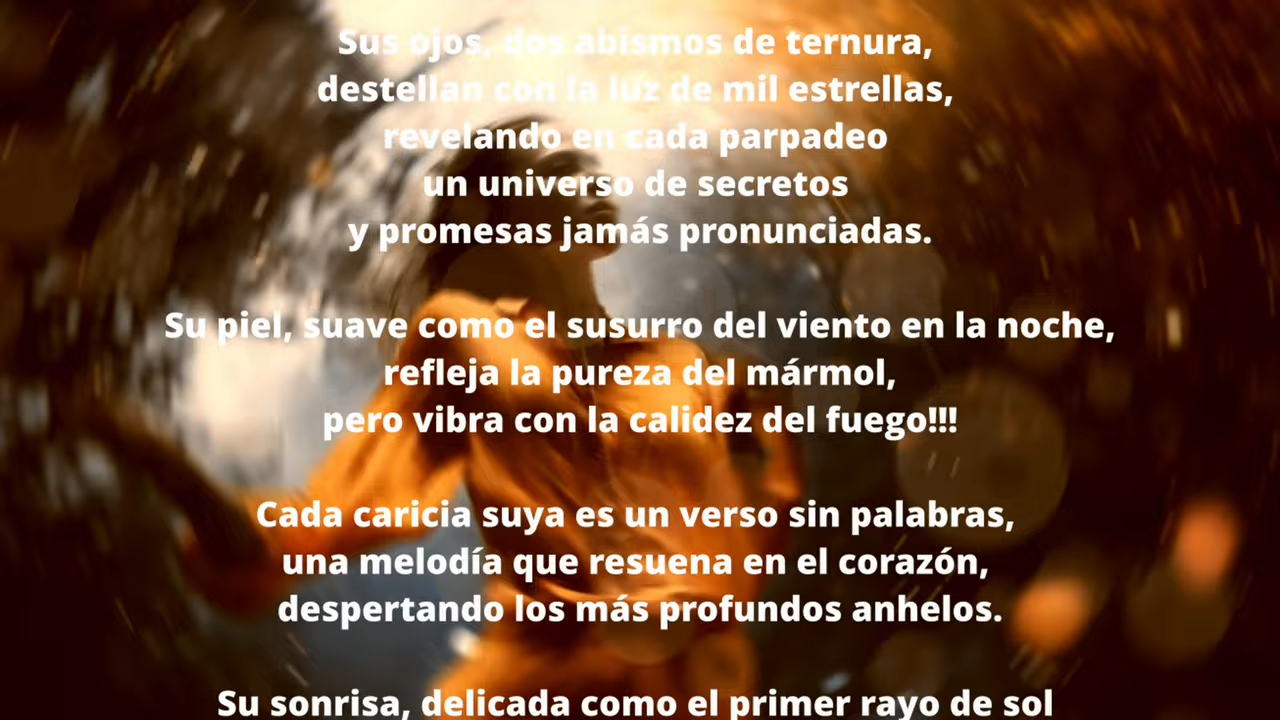 Sus ojos, dos abismos de ternura,
destellan con la luz de mil estrellas,
revelando en cada parpadeo
un universo de secretos
y promesas jamás pronunciadas.
Su piel, suave como el susurro del viento en la noche,
refleja la pureza del mármol,
pero vibra con la calidez del fuego!!!
Cada caricia suya es un verso sin palabras,
una melodía que resuena en el corazón,
despertando los más profundos anhelos.
Su sonrisa, delicada como el primer rayo de sol